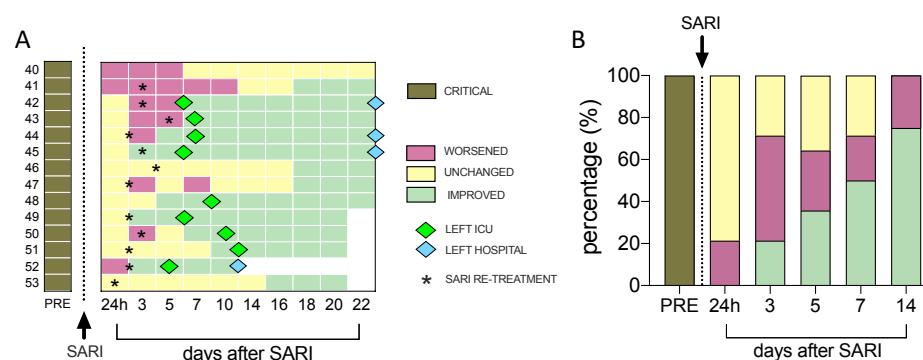 A
40
41
42
43
44
45
46
47
48
49
50
51
52
53
PRE
24h 3 5 7 10 14 16 18 20 22
SARI
days after SARI
CRITICAL
WORSENED
UNCHANGED
IMPROVED
LEFT ICU
LEFT HOSPITAL
* SARI RE-TREATMENT
B
SARI
percentage (%)
100
80
60
40
20
0
PRE 24h 3 5 7 14
days after SARI